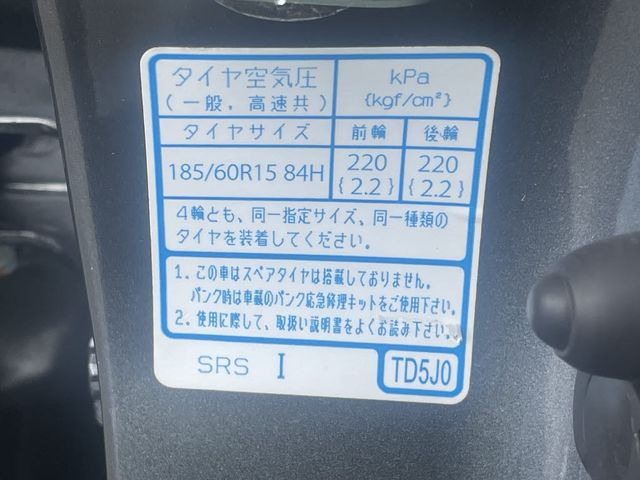 タイヤ空気圧
(一般,高速共)
kPa
{kgf/cm²}
タイヤサイズ 前輪 後輪
185/60R15 84H 220 220
{2.2} {2.2}
4輪とも、同一指定サイズ、同一種類の
タイヤを装着してください。
1. この車はスペアタイヤは搭載しておりません。
パンク時は車載のパンク応急修理キットをご使用下さい。
2. 使用に際して、取扱い説明書をよくお読み下さい。
SRS I TD5J0